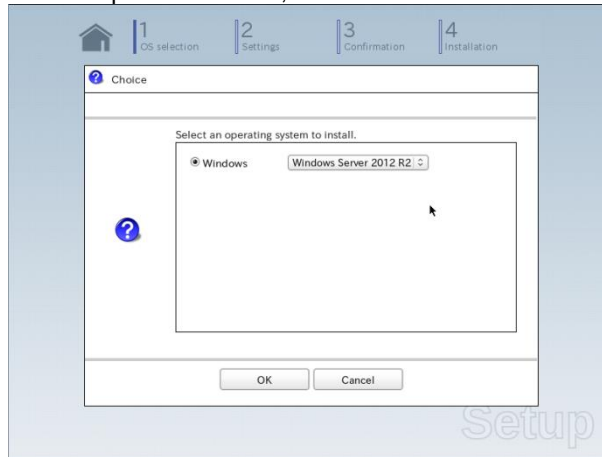 1
OS selection
2
Settings
3
Confirmation
4
Installation
Choice
Select an operating system to install.
Windows Windows Server 2012 R2
OK Cancel
Setup